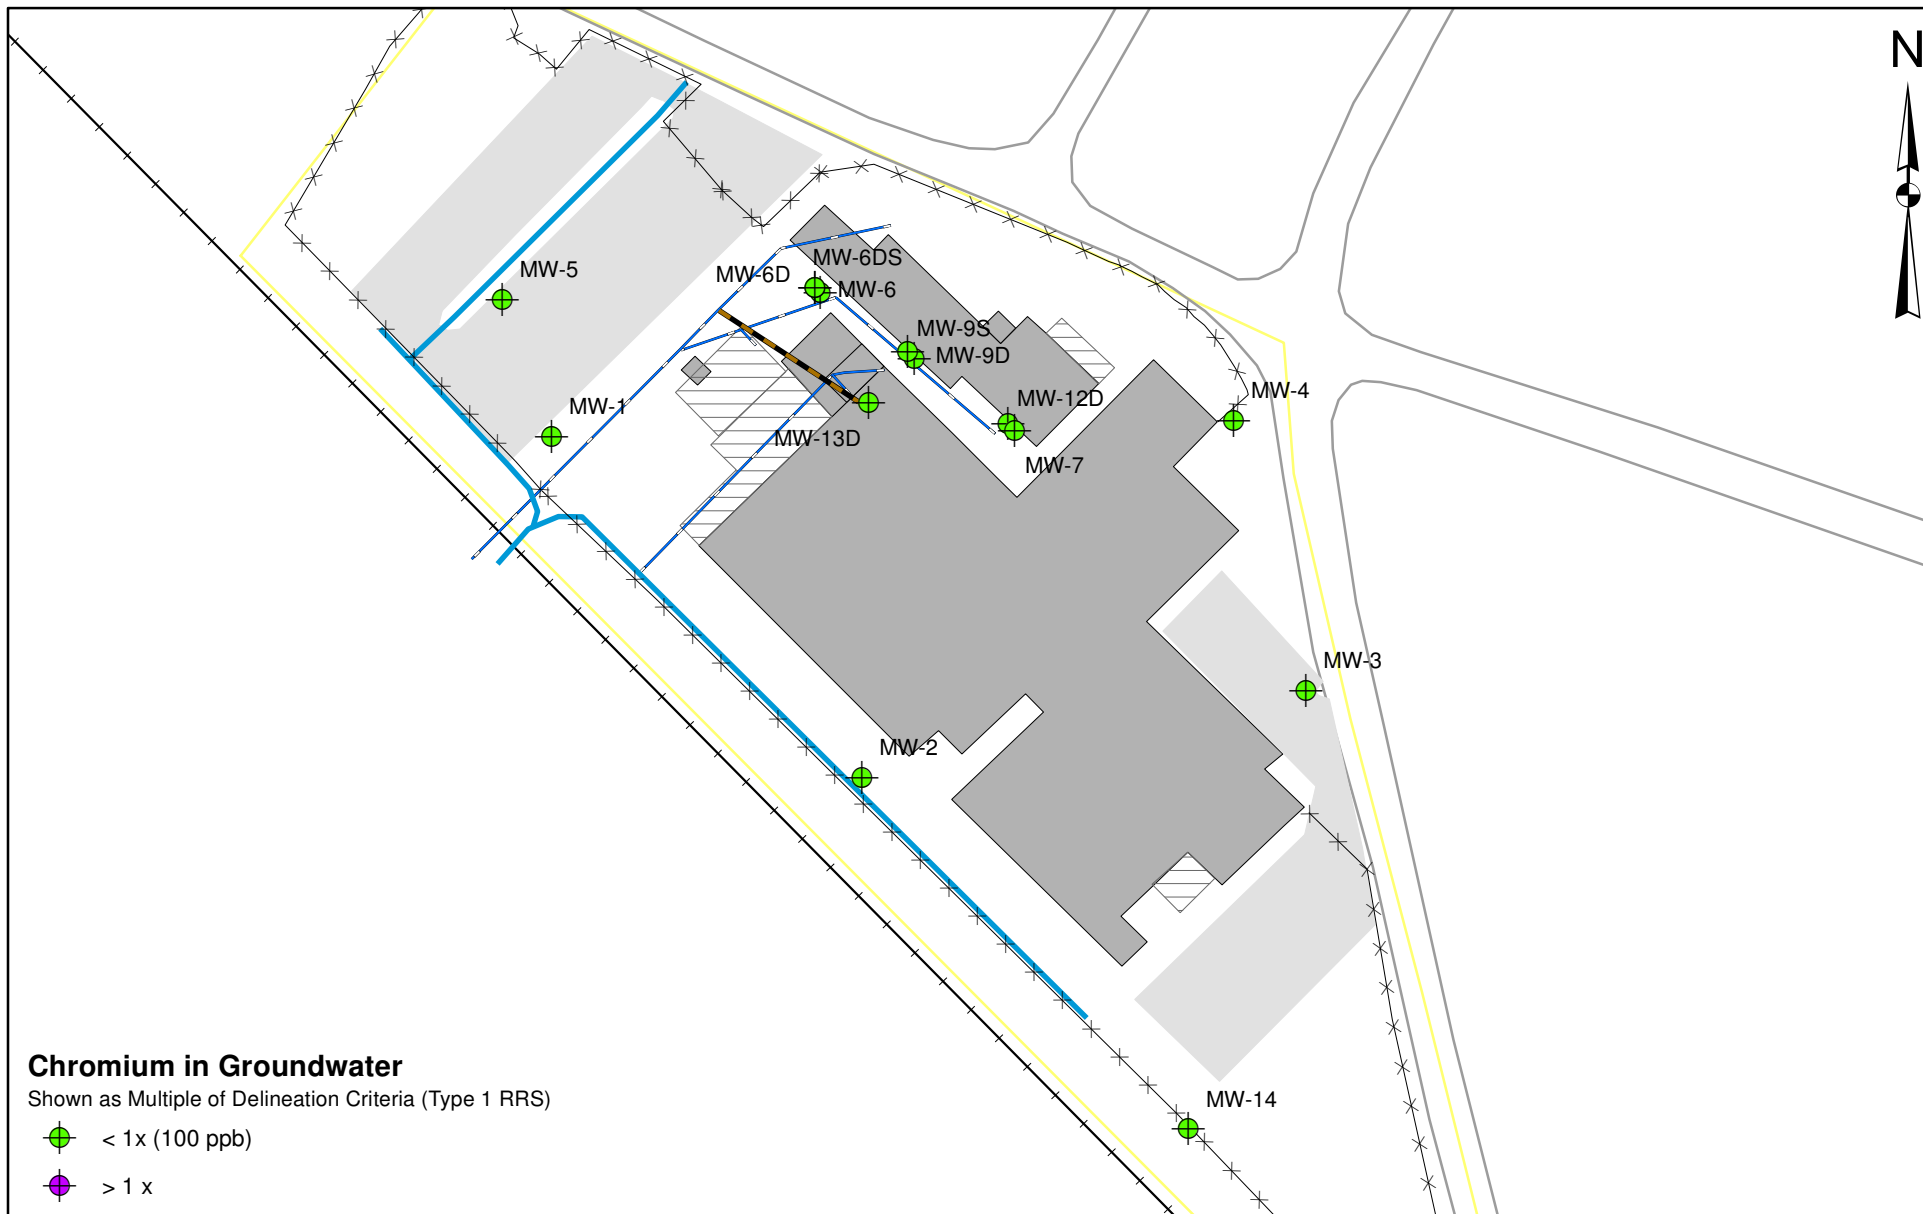 N
MW-5
MW-6DS
MW-6D
MW-6
MW-9S
MW-9D
MW-4
MW-12D
MW-1
MW-13D
MW-7
MW-3
MW-2
MW-14
Chromium in Groundwater
Shown as Multiple of Delineation Criteria (Type 1 RRS)
< 1x (100 ppb)
> 1 x